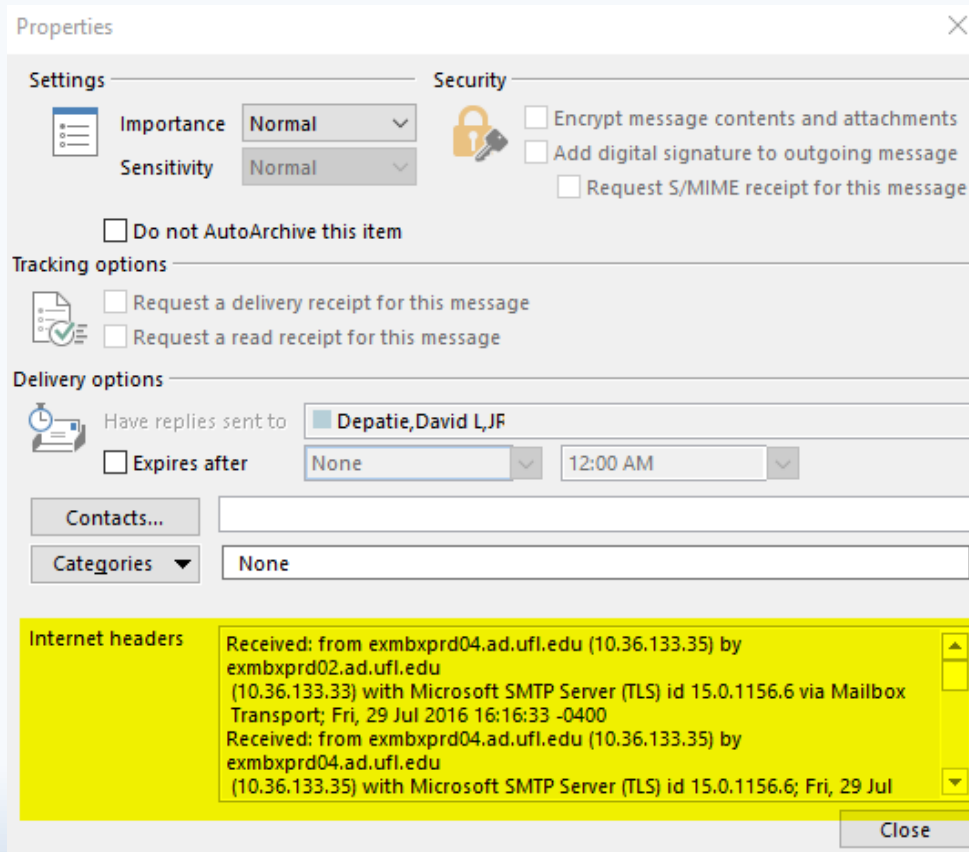 Properties
Settings
Security
Importance Normal
Encrypt message contents and attachments
Sensitivity Normal
Add digital signature to outgoing message
Request S/MIME receipt for this message
Do not AutoArchive this item
Tracking options
Request a delivery receipt for this message
Request a read receipt for this message
Delivery options
Have replies sent to Depatie,David L,JR
Expires after None 12:00 AM
Contacts...
Categories None
Internet headers
Received: from exmbxprd04.ad.ufl.edu (10.36.133.35) by
exmbxprd02.ad.ufl.edu
(10.36.133.33) with Microsoft SMTP Server (TLS) id 15.0.1156.6 via Mailbox
Transport; Fri, 29 Jul 2016 16:16:33 -0400
Received: from exmbxprd04.ad.ufl.edu (10.36.133.35) by
exmbxprd04.ad.ufl.edu
(10.36.133.35) with Microsoft SMTP Server (TLS) id 15.0.1156.6; Fri, 29 Jul
Close